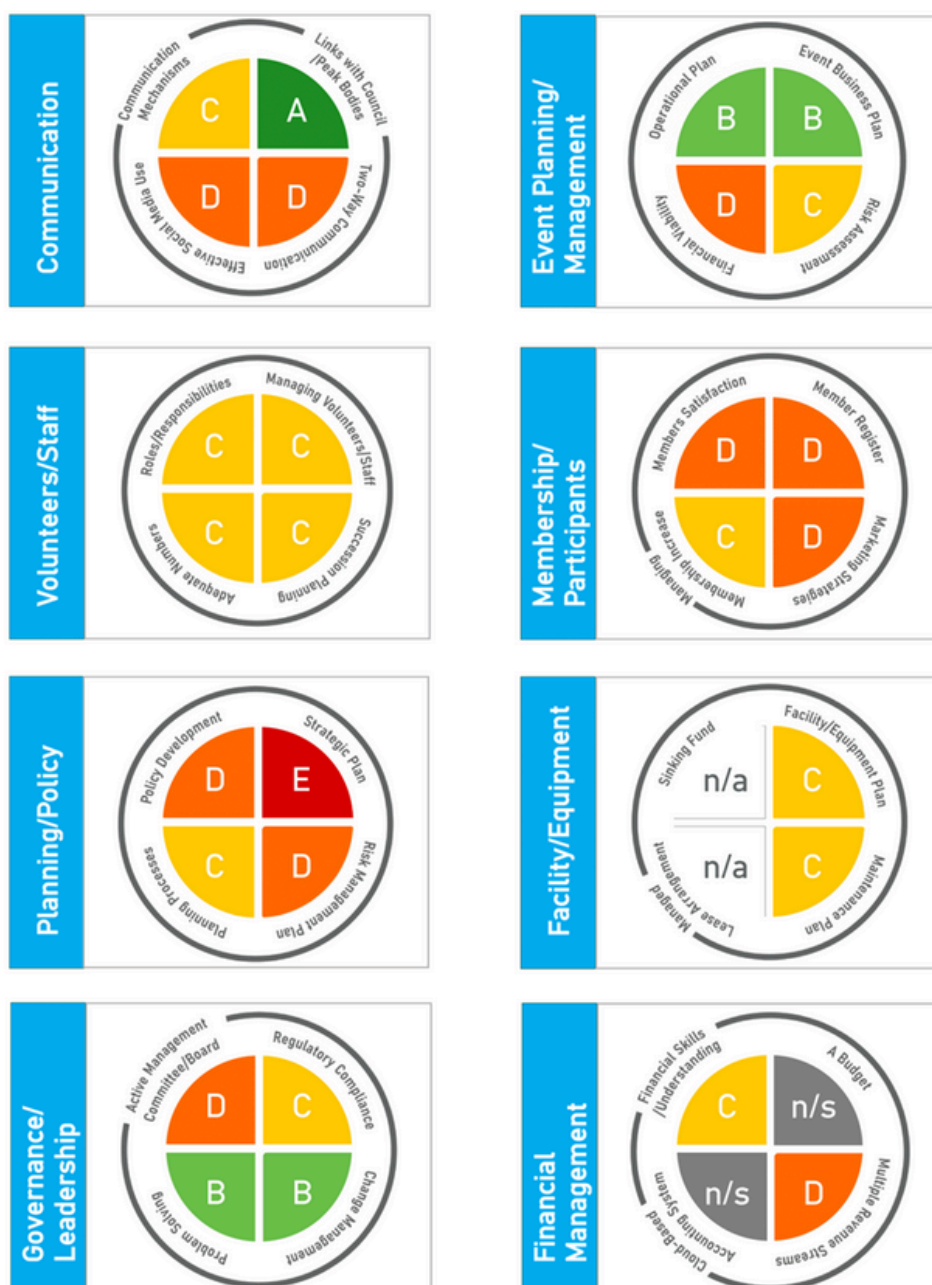 Communication
Communication
Mechanisms
Links with Council
/Peak Bodies
C
A
D
D
Effective Social Media Use
Two-Way Communication
Event Planning/
Management
Operational Plan
Event Business Plan
B
B
D
C
Financial Viability
Risk Assessment
Volunteers/Staff
Roles/Responsibilities
Managing Volunteers/Staff
C
C
C
C
Adequate Numbers
Succession Planning
Membership/
Participants
Members Satisfaction
Member Register
D
D
C
D
Managing
Membership Increase
Marketing Strategies
Planning/Policy
Policy Development
Strategic Plan
D
E
C
D
Planning Processes
Risk Management Plan
Facility/Equipment
Sinking Fund
Facility/Equipment Plan
n/a
C
n/a
C
Managed
Lease Arrangement
Maintenance Plan
Governance/
Leadership
Active Management
Committee/Board
Regulatory Compliance
D
C
B
B
Problem Solving
Change Management
Financial
Management
Financial Skills
/Understanding
A Budget
C
n/s
n/s
D
Cloud-Based
Accounting System
Multiple Revenue Streams